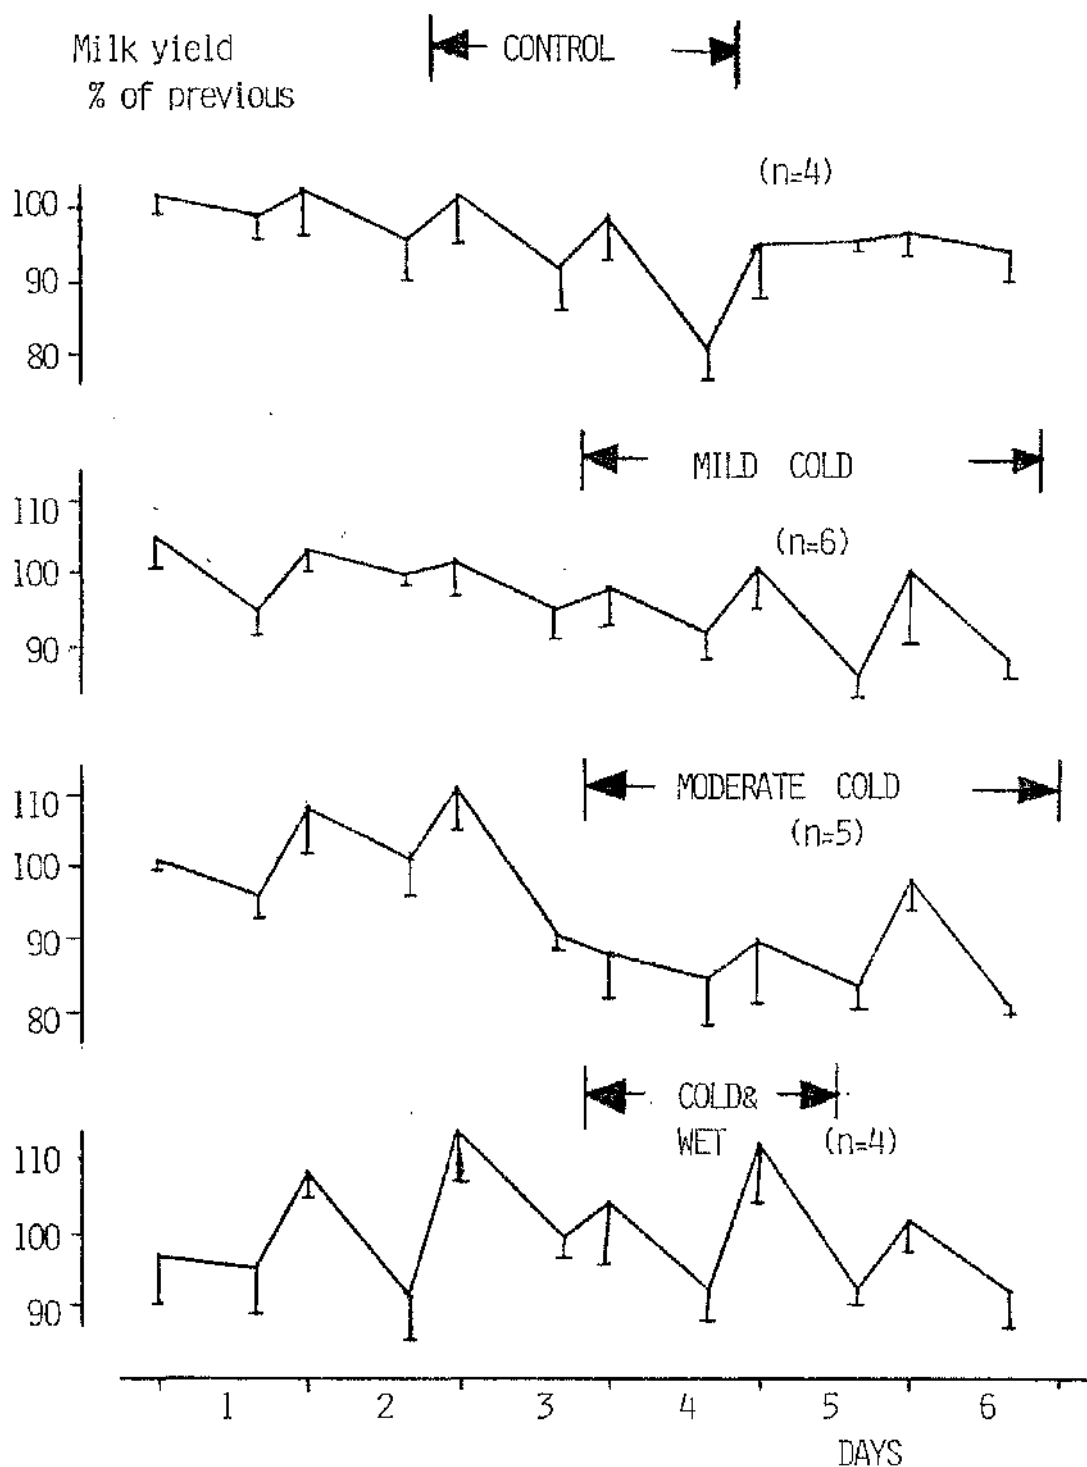 Milk yield
% of previous
CONTROL
(n=4)
100
90
80
MILD COLD
(n=6)
110
100
90
MODERATE COLD
(n=5)
110
100
90
80
COLD&
WET (n=4)
110
100
90
1 2 3 4 5 6
DAYS